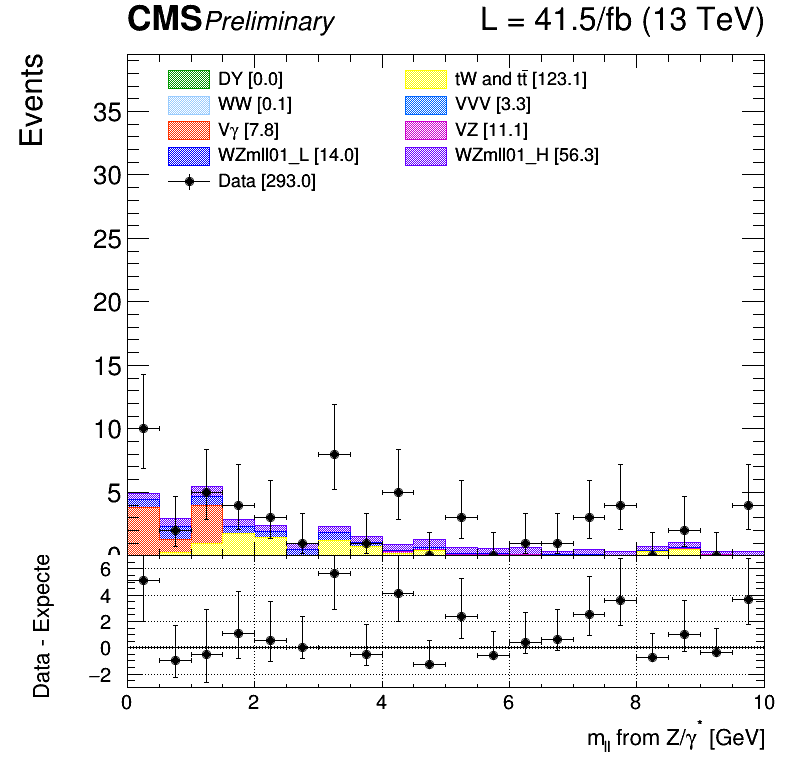 CMS Preliminary L = 41.5/fb (13 TeV)
Events
DY [0.0] tW and tt̄ [123.1]
WW [0.1] VVV [3.3]
Vγ [7.8] VZ [11.1]
WZmll01_L [14.0] WZmll01_H [56.3]
Data [293.0]
35
30
25
20
15
10
5
0
Data - Expecte
6
4
2
0
−2
0 2 4 6 8 10
m_ll from Z/γ* [GeV]